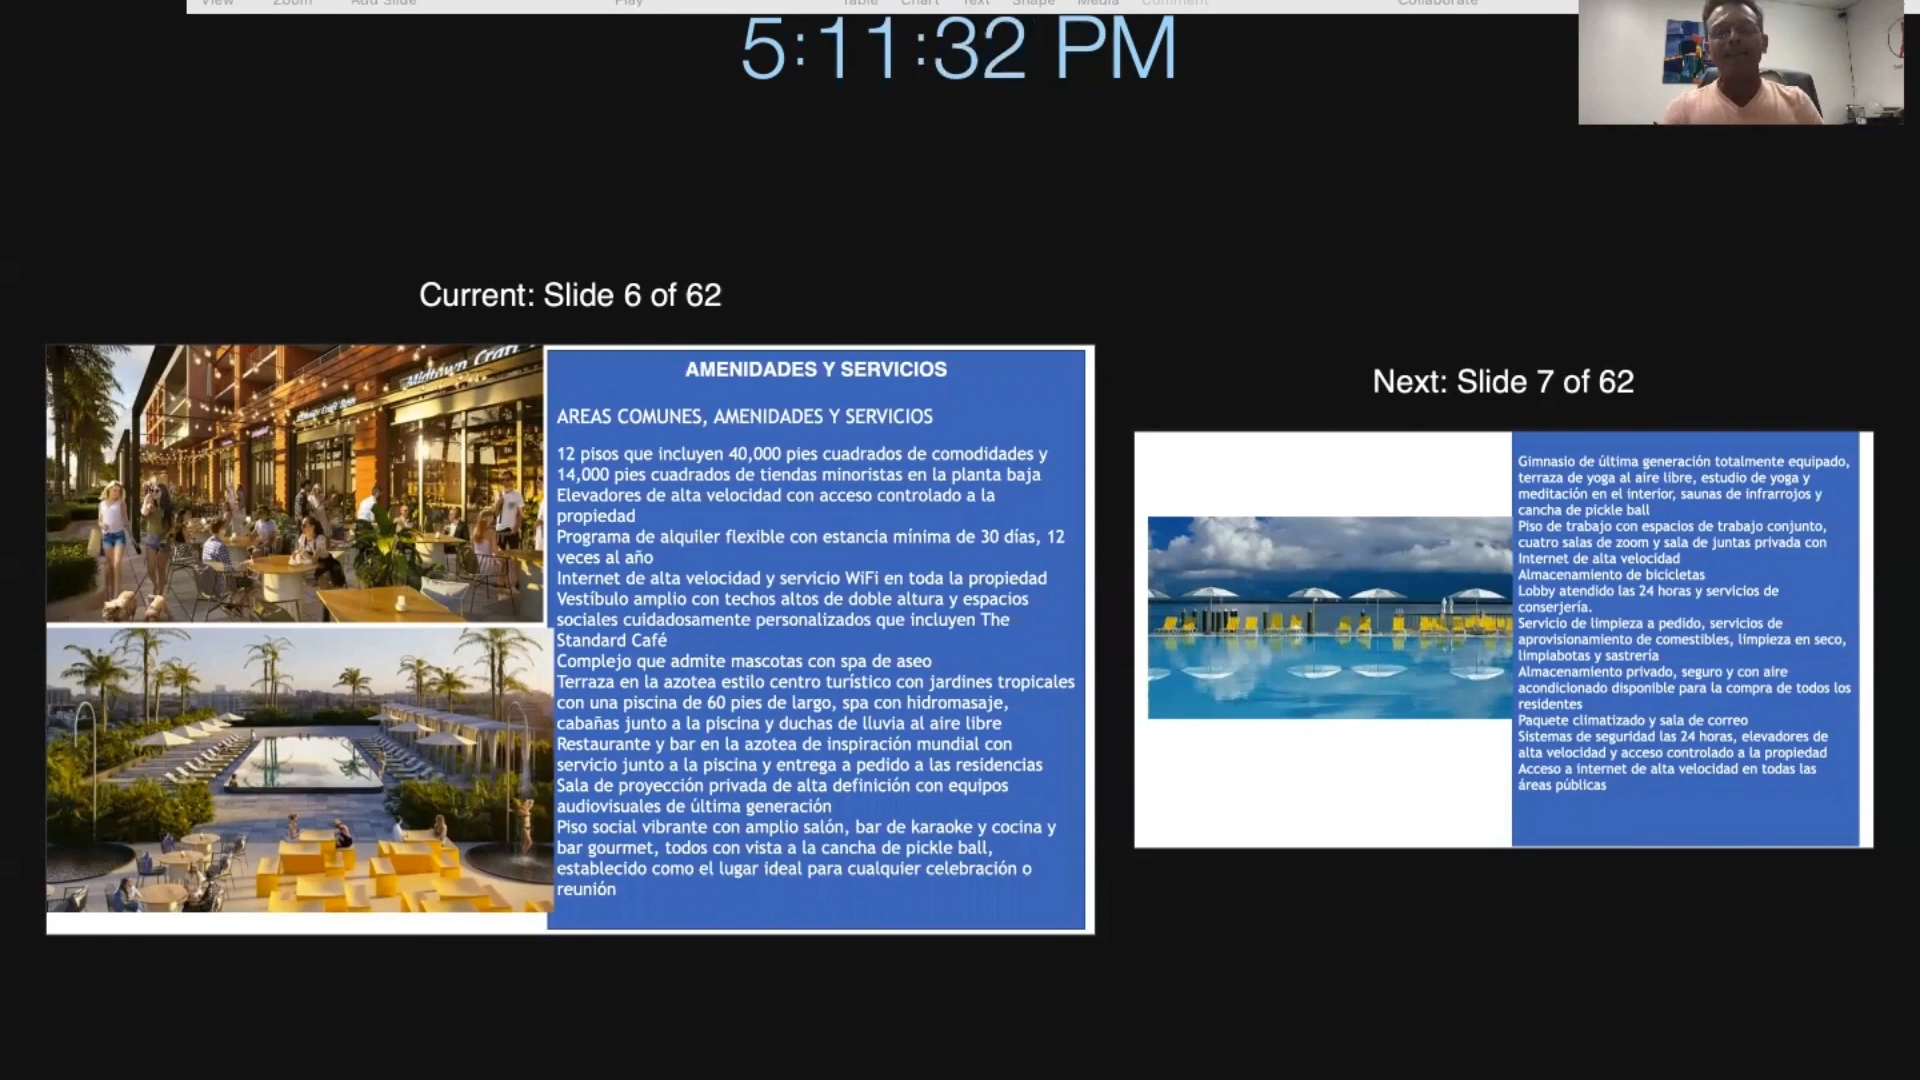 View Zoom Add Slide Play Table Chart Text Shape Media Comment Collaborate
5:11:32 PM
Current: Slide 6 of 62
Midtown Craft
AMENIDADES Y SERVICIOS
AREAS COMUNES, AMENIDADES Y SERVICIOS
12 pisos que incluyen 40,000 pies cuadrados de comodidades y
14,000 pies cuadrados de tiendas minoristas en la planta baja
Elevadores de alta velocidad con acceso controlado a la
propiedad
Programa de alquiler flexible con estancia mínima de 30 días, 12
veces al año
Internet de alta velocidad y servicio WiFi en toda la propiedad
Vestíbulo amplio con techos altos de doble altura y espacios
sociales cuidadosamente personalizados que incluyen The
Standard Café
Complejo que admite mascotas con spa de aseo
Terraza en la azotea estilo centro turístico con jardines tropicales
con una piscina de 60 pies de largo, spa con hidromasaje,
cabañas junto a la piscina y duchas de lluvia al aire libre
Restaurante y bar en la azotea de inspiración mundial con
servicio junto a la piscina y entrega a pedido a las residencias
Sala de proyección privada de alta definición con equipos
audiovisuales de última generación
Piso social vibrante con amplio salón, bar de karaoke y cocina y
bar gourmet, todos con vista a la cancha de pickle ball,
establecido como el lugar ideal para cualquier celebración o
reunión
Next: Slide 7 of 62
Gimnasio de última generación totalmente equipado,
terraza de yoga al aire libre, estudio de yoga y
meditación en el interior, saunas de infrarrojos y
cancha de pickle ball
Piso de trabajo con espacios de trabajo conjunto,
cuatro salas de zoom y sala de juntas privada con
Internet de alta velocidad
Almacenamiento de bicicletas
Lobby atendido las 24 horas y servicios de
conserjería.
Servicio de limpieza a pedido, servicios de
aprovisionamiento de comestibles, limpieza en seco,
limpiabotas y sastrería
Almacenamiento privado, seguro y con aire
acondicionado disponible para la compra de todos los
residentes
Paquete climatizado y sala de correo
Sistemas de seguridad las 24 horas, elevadores de
alta velocidad y acceso controlado a la propiedad
Acceso a internet de alta velocidad en todas las
áreas públicas